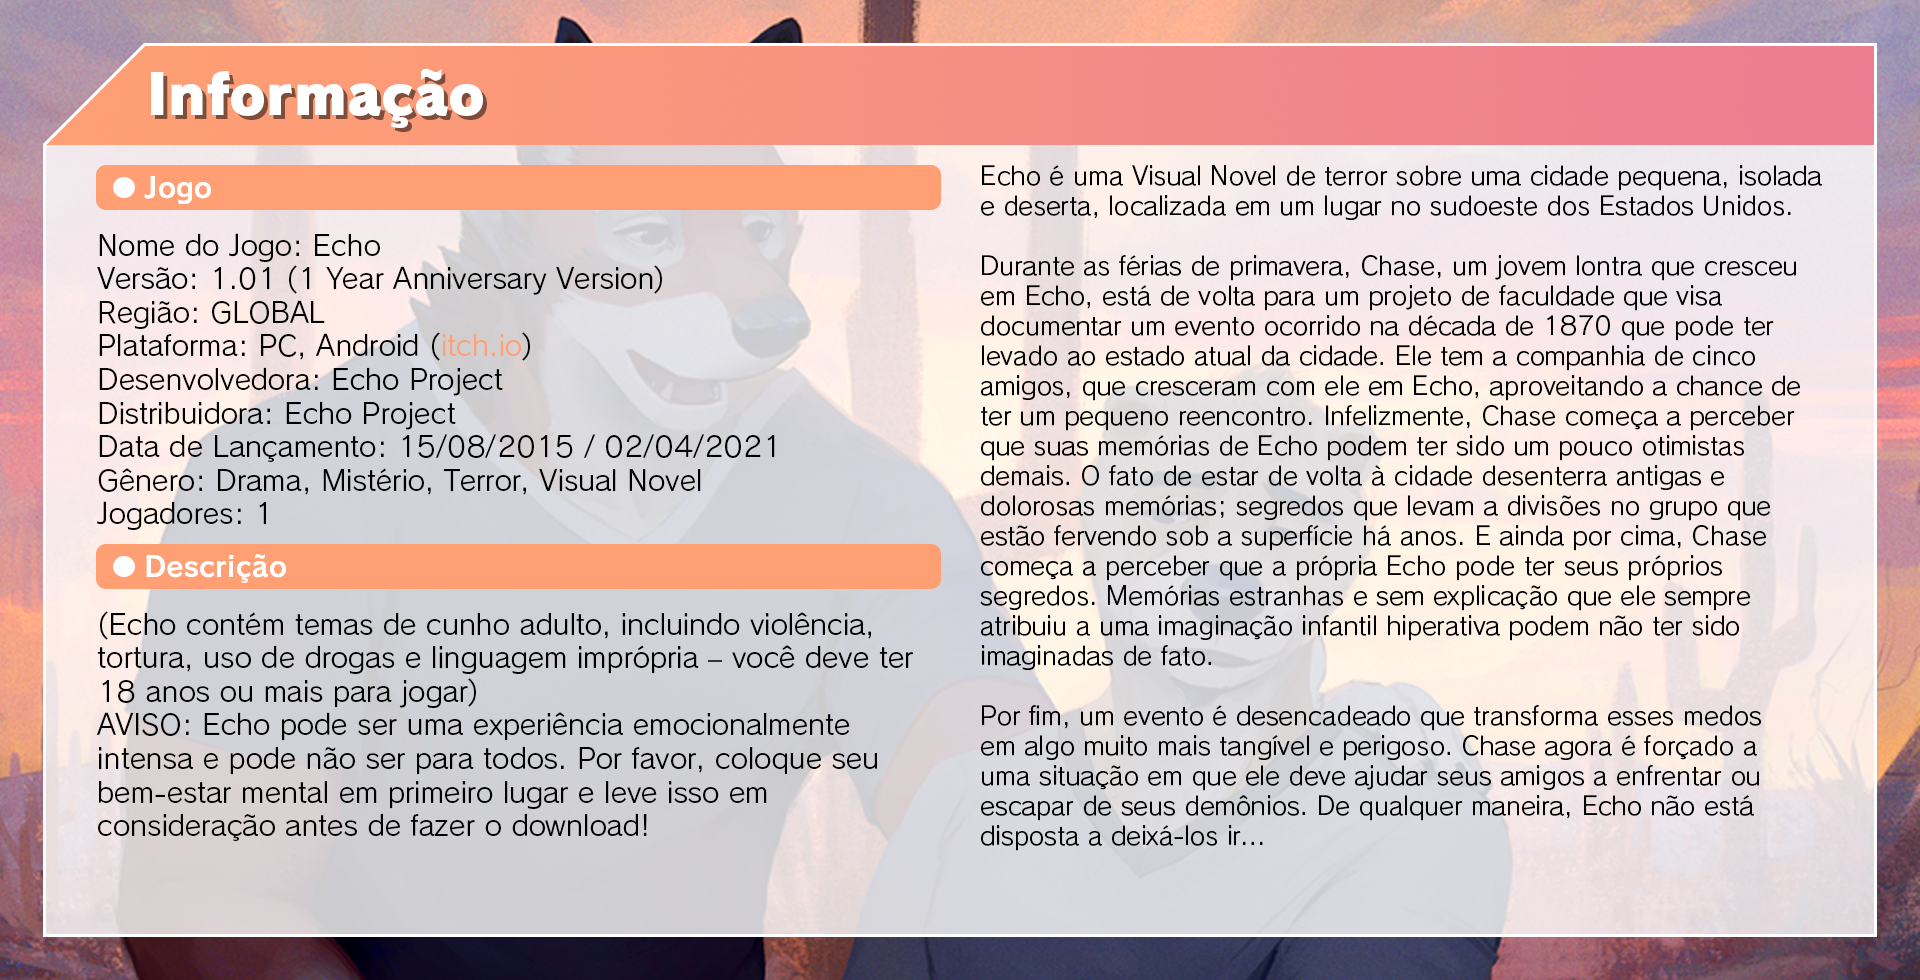 Informação
● Jogo
Nome do Jogo: Echo
Versão: 1.01 (1 Year Anniversary Version)
Região: GLOBAL
Plataforma: PC, Android (itch.io)
Desenvolvedora: Echo Project
Distribuidora: Echo Project
Data de Lançamento: 15/08/2015 / 02/04/2021
Gênero: Drama, Mistério, Terror, Visual Novel
Jogadores: 1
● Descrição
(Echo contém temas de cunho adulto, incluindo violência,
tortura, uso de drogas e linguagem imprópria – você deve ter
18 anos ou mais para jogar)
AVISO: Echo pode ser uma experiência emocionalmente
intensa e pode não ser para todos. Por favor, coloque seu
bem-estar mental em primeiro lugar e leve isso em
consideração antes de fazer o download!
Echo é uma Visual Novel de terror sobre uma cidade pequena, isolada
e deserta, localizada em um lugar no sudoeste dos Estados Unidos.
Durante as férias de primavera, Chase, um jovem lontra que cresceu
em Echo, está de volta para um projeto de faculdade que visa
documentar um evento ocorrido na década de 1870 que pode ter
levado ao estado atual da cidade. Ele tem a companhia de cinco
amigos, que cresceram com ele em Echo, aproveitando a chance de
ter um pequeno reencontro. Infelizmente, Chase começa a perceber
que suas memórias de Echo podem ter sido um pouco otimistas
demais. O fato de estar de volta à cidade desenterra antigas e
dolorosas memórias; segredos que levam a divisões no grupo que
estão fervendo sob a superfície há anos. E ainda por cima, Chase
começa a perceber que a própria Echo pode ter seus próprios
segredos. Memórias estranhas e sem explicação que ele sempre
atribuiu a uma imaginação infantil hiperativa podem não ter sido
imaginadas de fato.
Por fim, um evento é desencadeado que transforma esses medos
em algo muito mais tangível e perigoso. Chase agora é forçado a
uma situação em que ele deve ajudar seus amigos a enfrentar ou
escapar de seus demônios. De qualquer maneira, Echo não está
disposta a deixá-los ir...